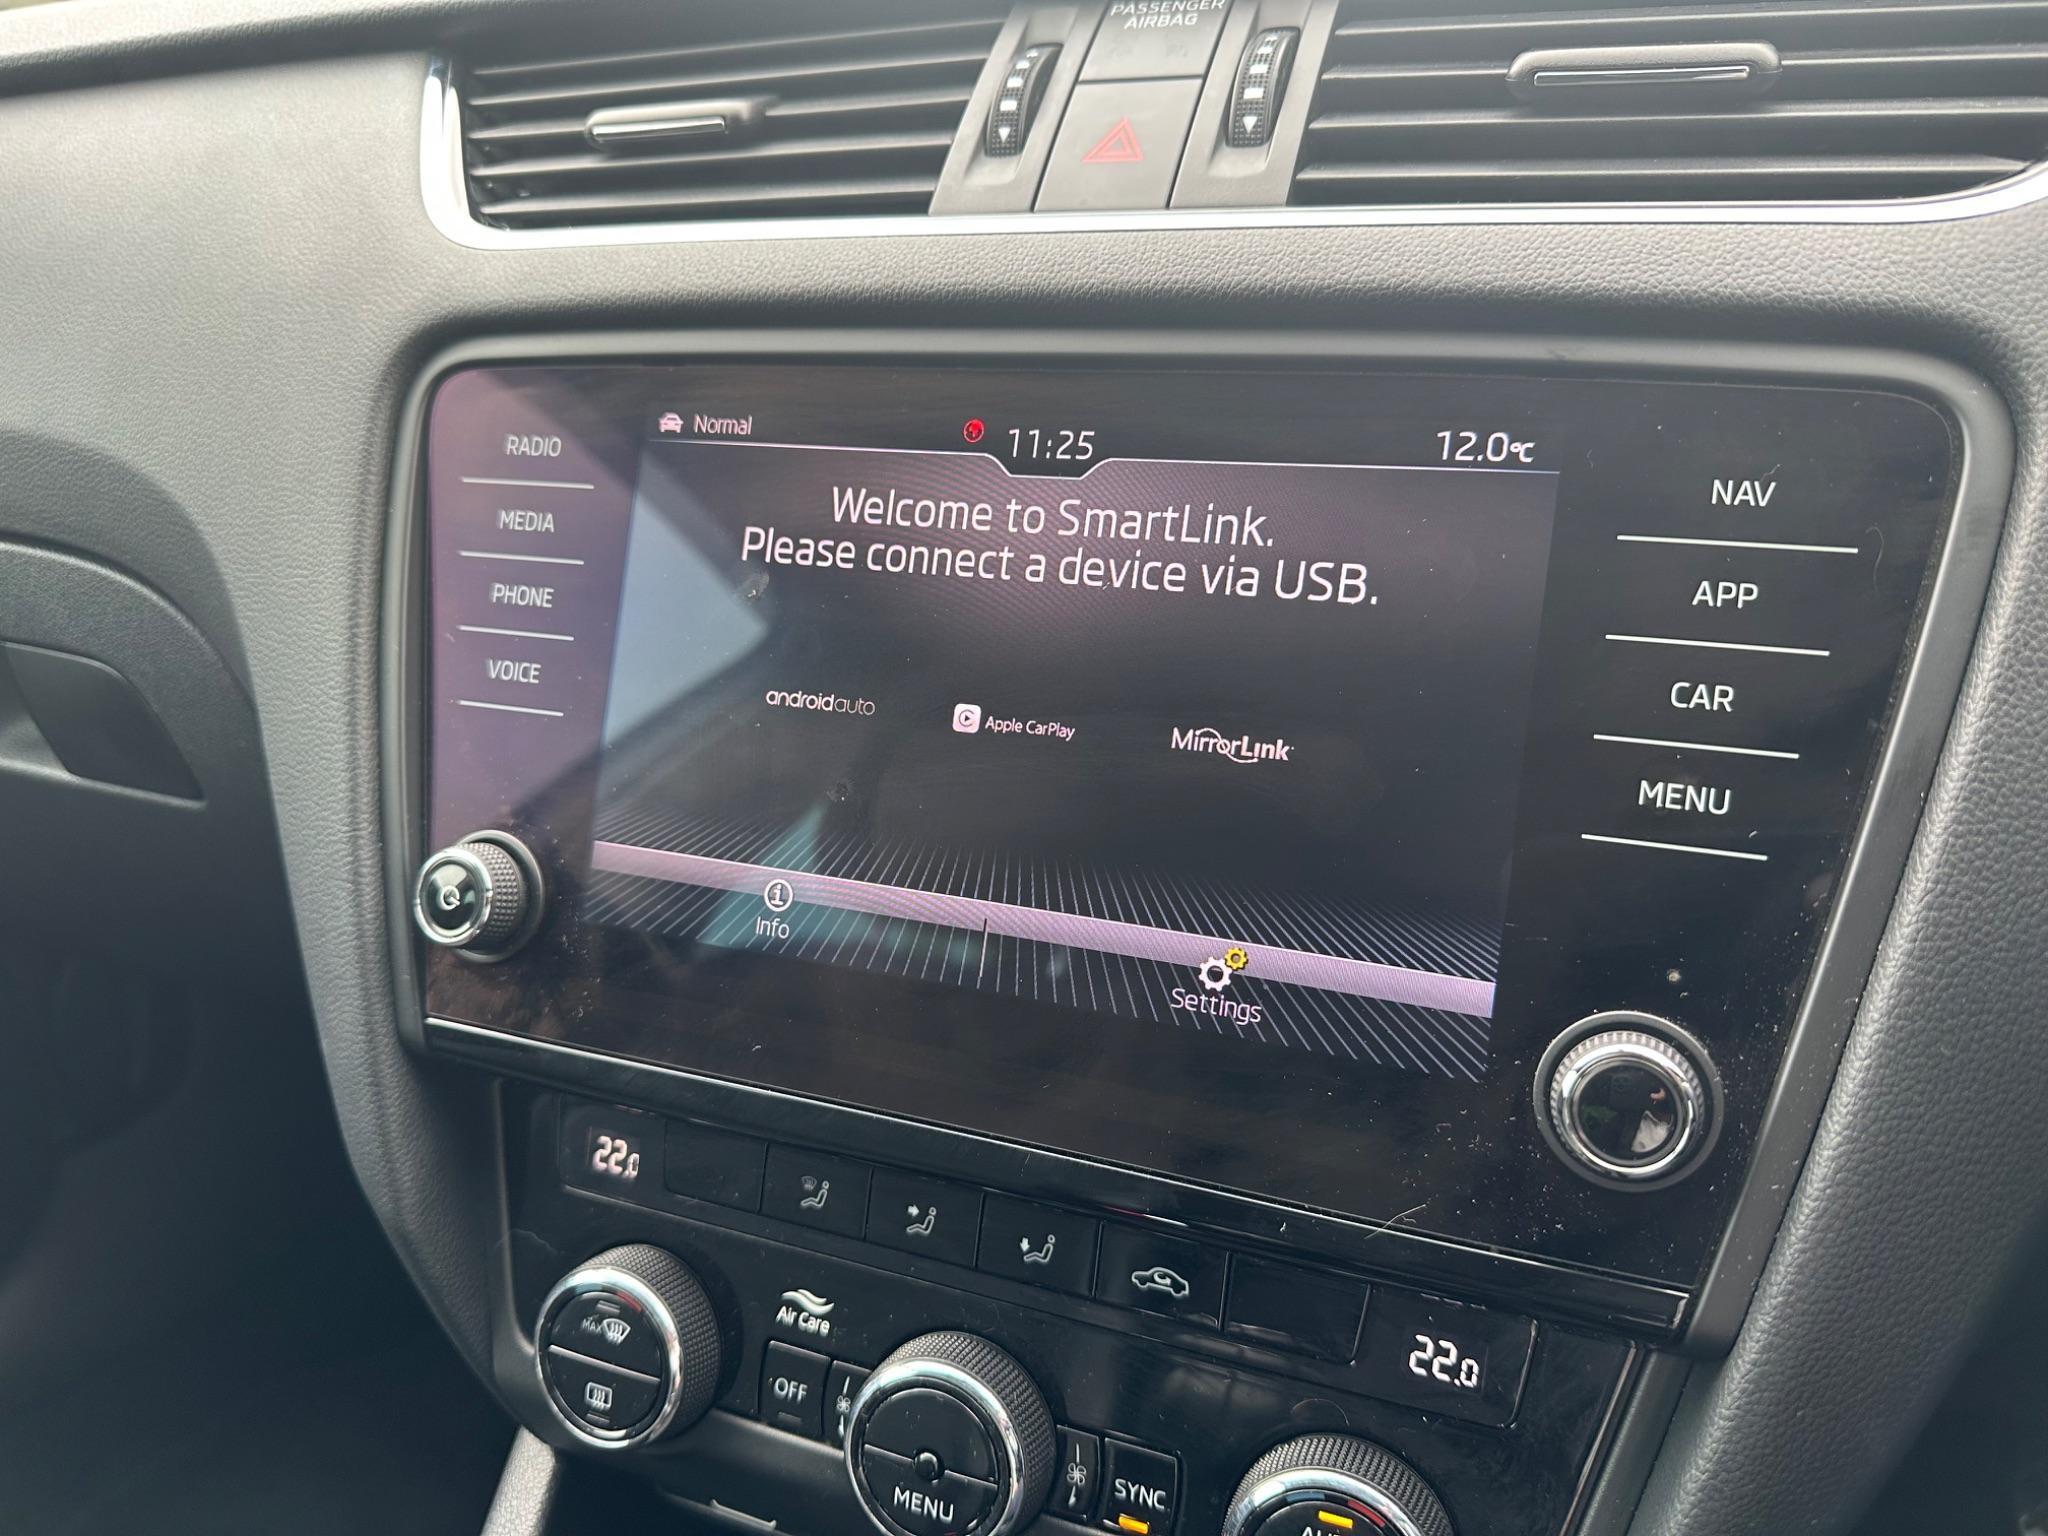 PASSENGER
AIRBAG
Normal
11:25
12.0°C
RADIO
MEDIA
PHONE
VOICE
Welcome to SmartLink.
Please connect a device via USB.
androidauto
Apple CarPlay
MirrorLink
Info
Settings
NAV
APP
CAR
MENU
22.0
22.0
MAX
Air Care
OFF
MENU
SYNC